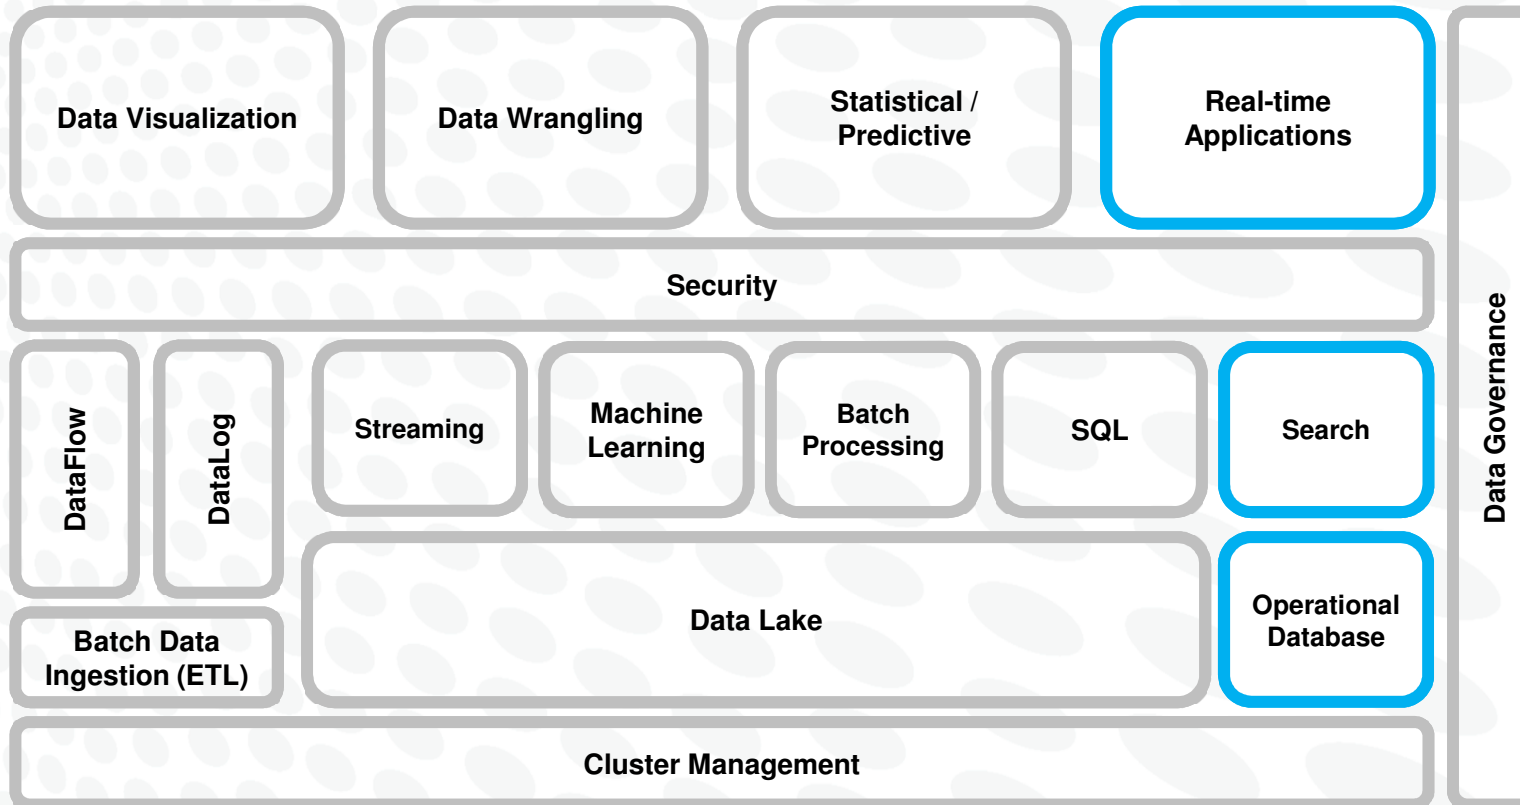 Data Visualization
Data Wrangling
Statistical /
Predictive
Real-time
Applications
Security
DataFlow
DataLog
Streaming
Machine
Learning
Batch
Processing
SQL
Search
Batch Data
Ingestion (ETL)
Data Lake
Operational
Database
Cluster Management
Data Governance